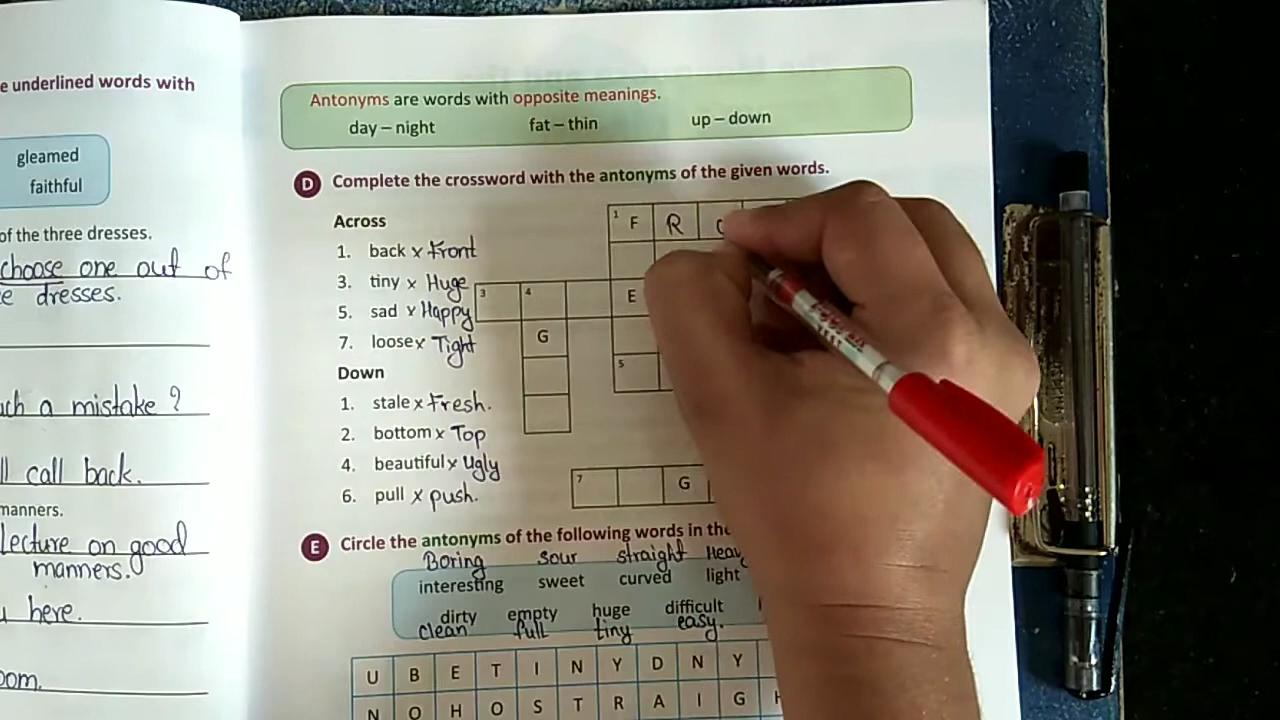 e underlined words with
gleamed
faithful
of the three dresses.
choose one out of
e dresses.
uch a mistake ?
ll call back.
manners.
lecture on good
manners.
u here.
oom.
Antonyms are words with opposite meanings.
day – night fat – thin up – down
D Complete the crossword with the antonyms of the given words.
Across
1. back x Front
3. tiny x Huge
5. sad x Happy
7. loose x Tight
Down
1. stale x Fresh.
2. bottom x Top
4. beautiful x Ugly
6. pull x push.
1 F R
3 4 E
G
5
7 G
E Circle the antonyms of the following words in the
Boring sour straight Heav
interesting sweet curved light
dirty empty huge difficult
clean full tiny easy.
U B E T I N Y D N Y
N O H O S T R A I G H